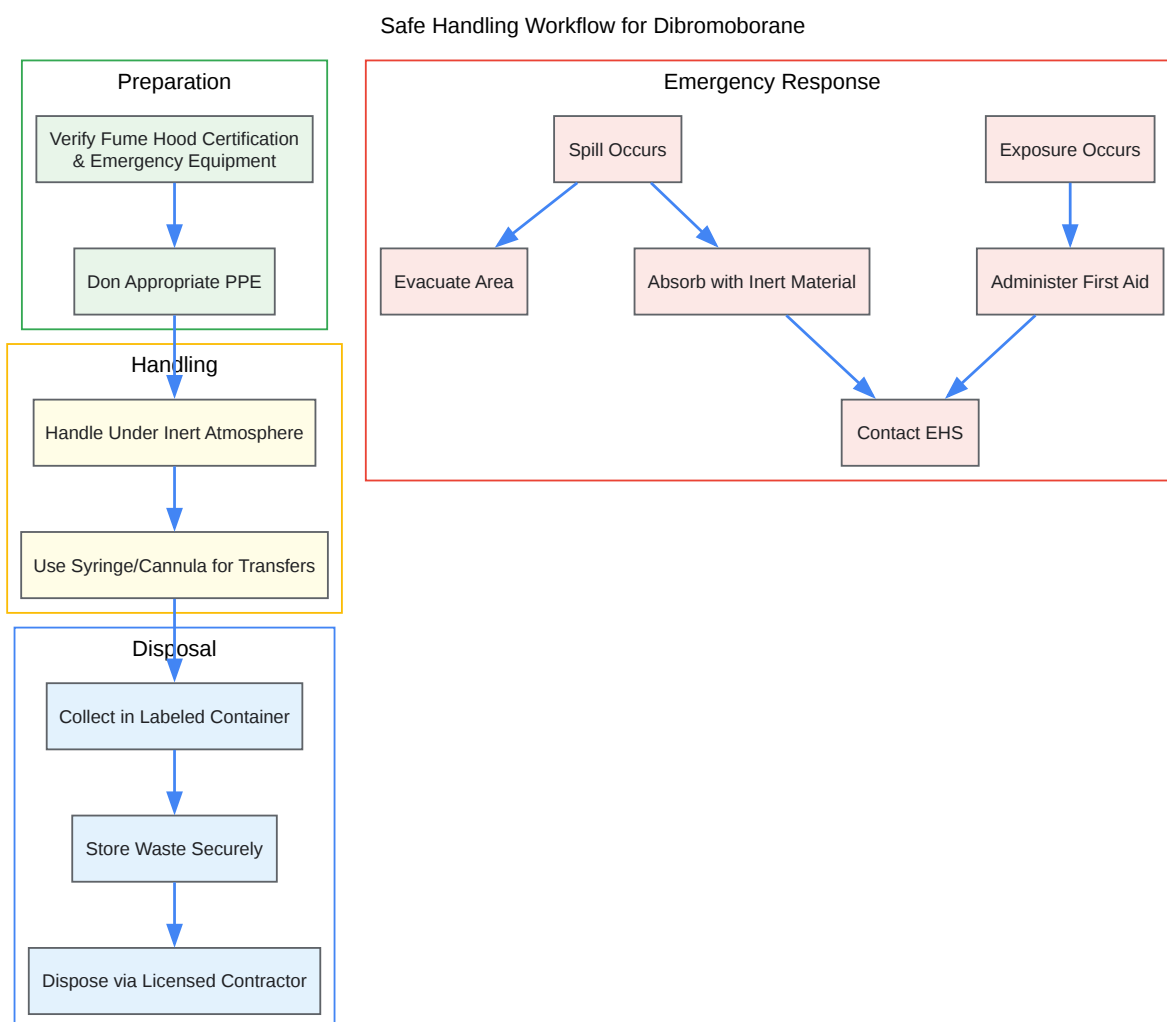 Safe Handling Workflow for Dibromoborane
Preparation
Verify Fume Hood Certification
& Emergency Equipment
Don Appropriate PPE
Handling
Handle Under Inert Atmosphere
Use Syringe/Cannula for Transfers
Disposal
Collect in Labeled Container
Store Waste Securely
Dispose via Licensed Contractor
Emergency Response
Spill Occurs
Exposure Occurs
Evacuate Area
Absorb with Inert Material
Administer First Aid
Contact EHS